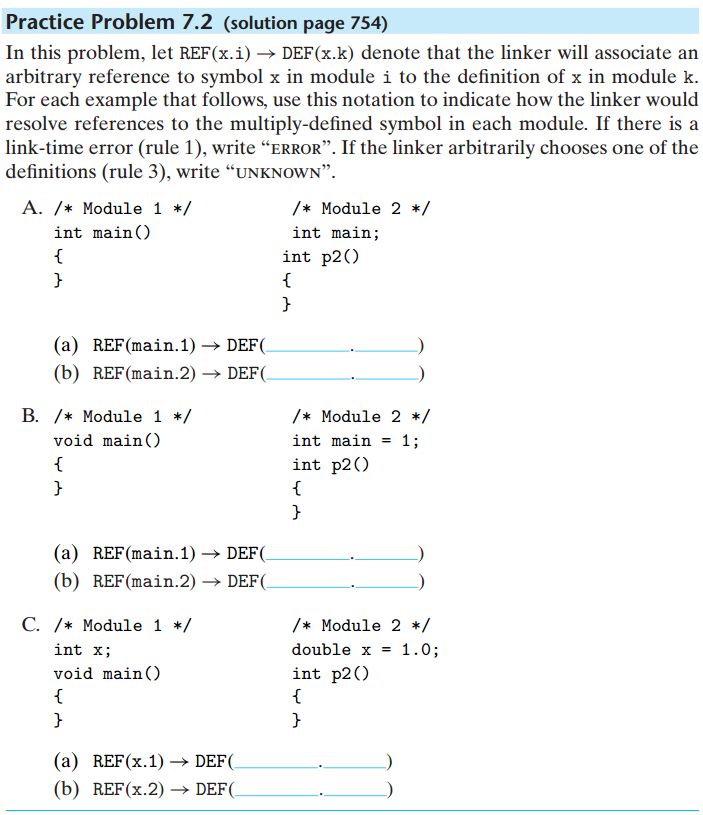 Practice Problem 7.2 (solution page 754)
In this problem, let REF(x.i) → DEF(x.k) denote that the linker will associate an
arbitrary reference to symbol x in module i to the definition of x in module k.
For each example that follows, use this notation to indicate how the linker would
resolve references to the multiply-defined symbol in each module. If there is a
link-time error (rule 1), write “ERROR”. If the linker arbitrarily chooses one of the
definitions (rule 3), write “UNKNOWN”.
A. /* Module 1 */ /* Module 2 */
int main() int main;
{ int p2()
} {
}
(a) REF(main.1) → DEF(_____._____)
(b) REF(main.2) → DEF(_____._____)
B. /* Module 1 */ /* Module 2 */
void main() int main = 1;
{ int p2()
} {
}
(a) REF(main.1) → DEF(_____._____)
(b) REF(main.2) → DEF(_____._____)
C. /* Module 1 */ /* Module 2 */
int x; double x = 1.0;
void main() int p2()
{ {
} }
(a) REF(x.1) → DEF(_____._____)
(b) REF(x.2) → DEF(_____._____)